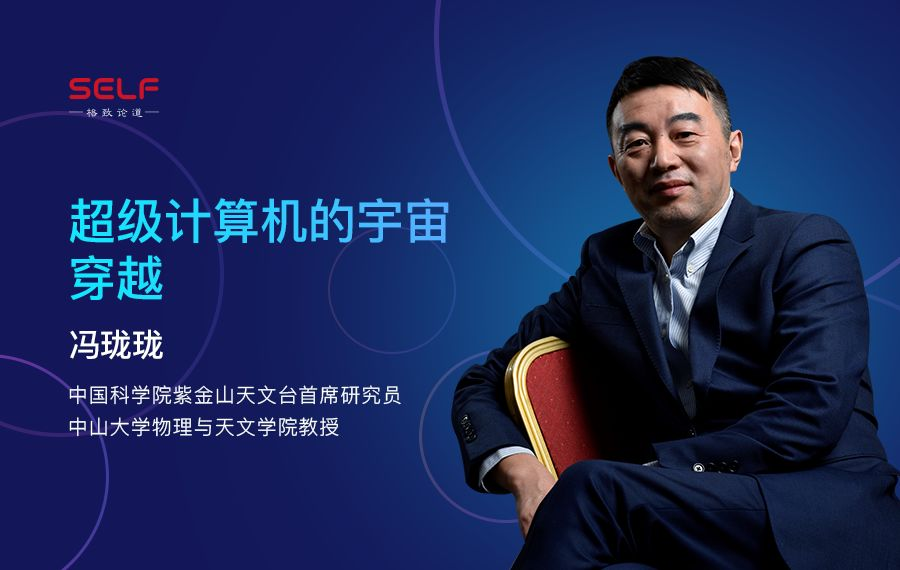 SELF
格致论道
超级计算机的宇宙
穿越
冯珑珑
中国科学院紫金山天文台首席研究员
中山大学物理与天文学院教授